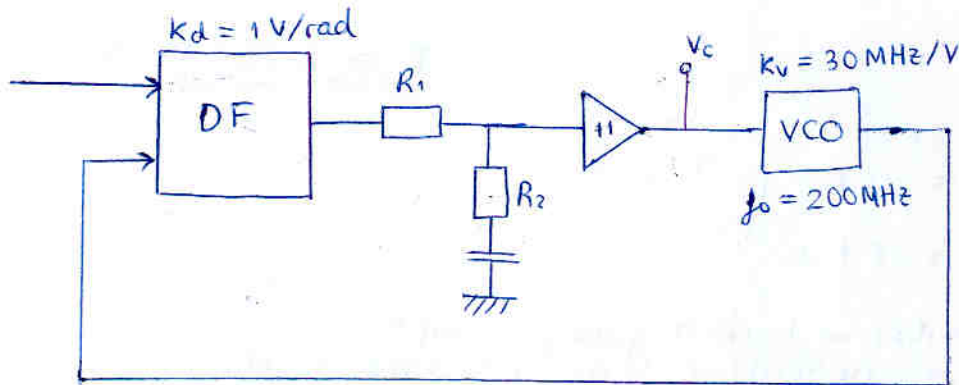 Kd = 1 V/rad
DF
R1
R2
+1
Vc
Kv = 30 MHz/V
VCO
fo = 200 MHz